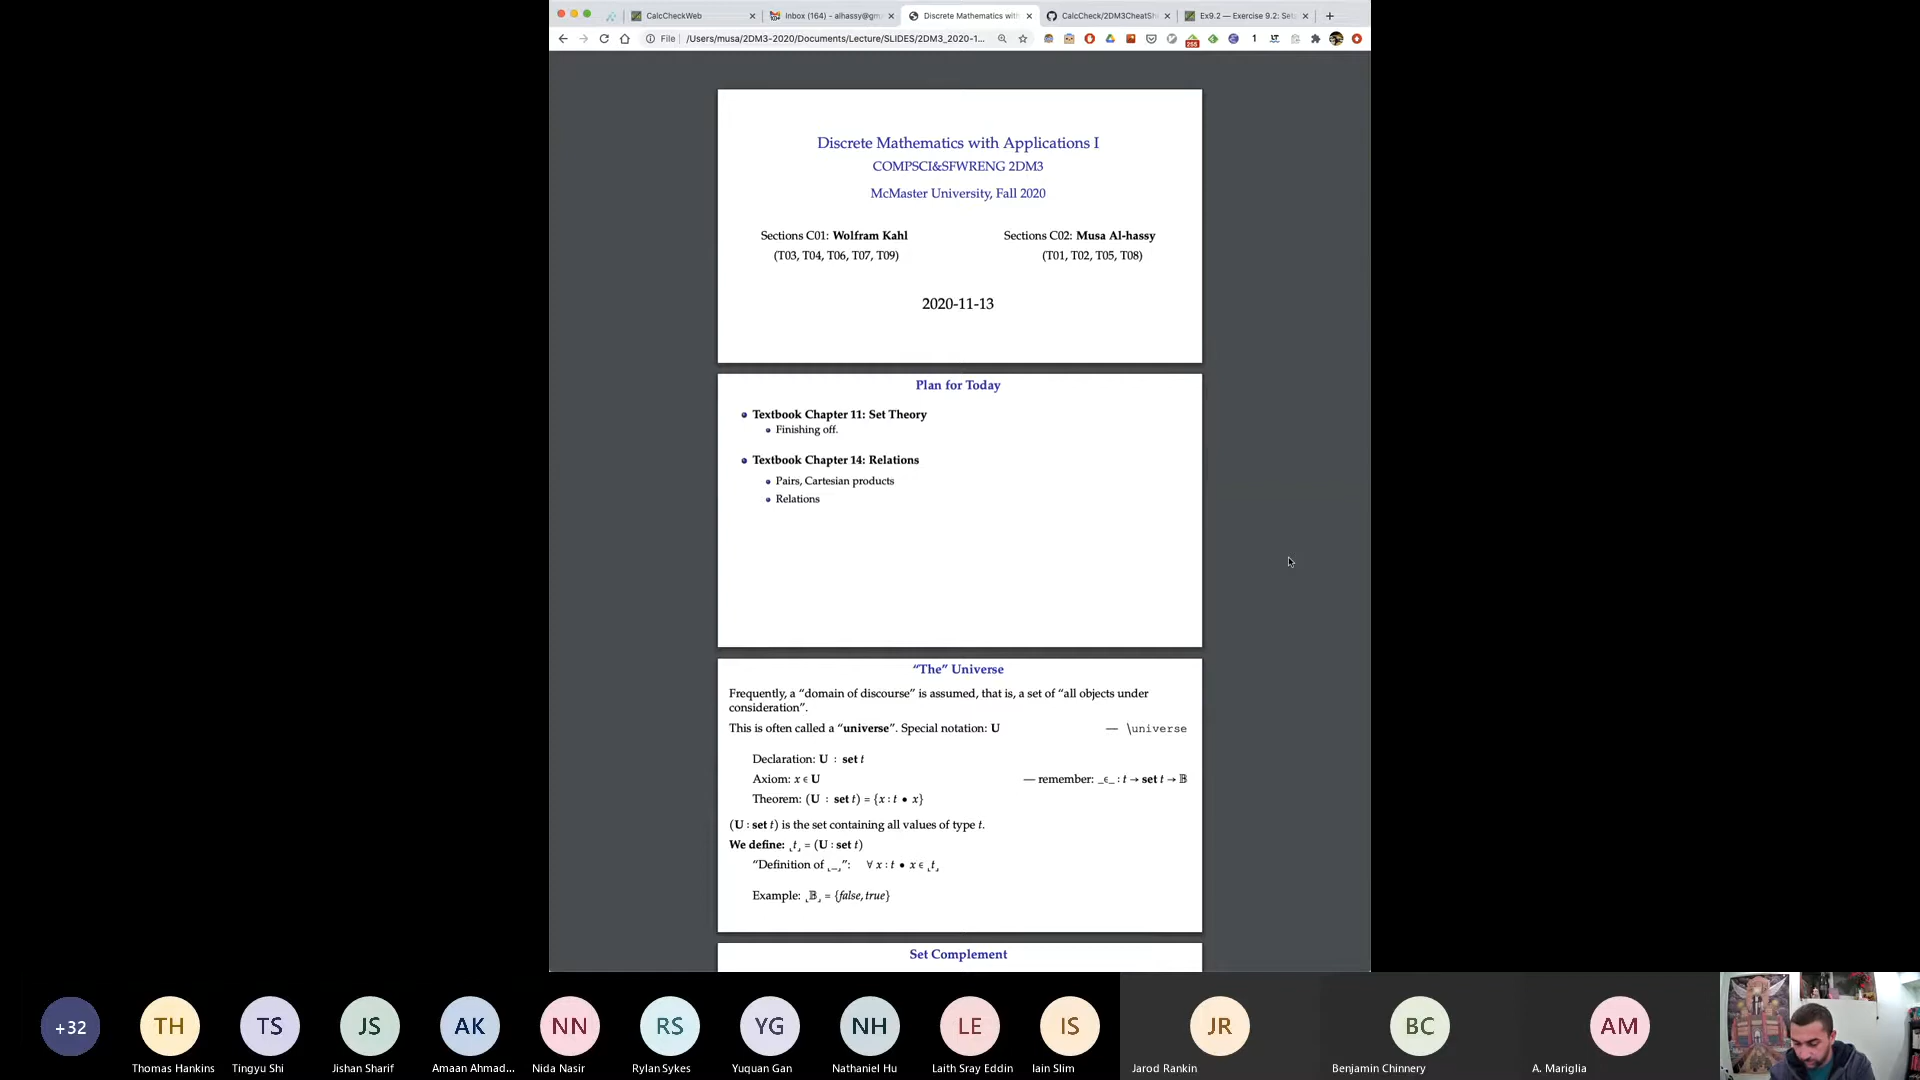 CalcCheckWeb
Inbox (164) - alhassy@gm
Discrete Mathematics with
CalcCheck/2DM3CheatSh
Ex9.2 — Exercise 9.2: Set
File
/Users/musa/2DM3-2020/Documents/Lecture/SLIDES/2DM3_2020-1...
255
1
Discrete Mathematics with Applications I
COMPSCI&SFWRENG 2DM3
McMaster University, Fall 2020
Sections C01: Wolfram Kahl
(T03, T04, T06, T07, T09)
Sections C02: Musa Al-hassy
(T01, T02, T05, T08)
2020-11-13
Plan for Today
Textbook Chapter 11: Set Theory
Finishing off.
Textbook Chapter 14: Relations
Pairs, Cartesian products
Relations
“The” Universe
Frequently, a “domain of discourse” is assumed, that is, a set of “all objects under
consideration”.
This is often called a “universe”. Special notation: U — \universe
Declaration: U : set t
Axiom: x ∈ U — remember: _∈_ : t → set t → 𝔹
Theorem: (U : set t) = {x : t • x}
(U : set t) is the set containing all values of type t.
We define: ⌞t⌟ = (U : set t)
“Definition of ⌞_⌟”: ∀ x : t • x ∈ ⌞t⌟
Example: ⌞𝔹⌟ = {false, true}
Set Complement
+32
TH
TS
JS
AK
NN
RS
YG
NH
LE
IS
JR
BC
AM
Thomas Hankins
Tingyu Shi
Jishan Sharif
Amaan Ahmad...
Nida Nasir
Rylan Sykes
Yuquan Gan
Nathaniel Hu
Laith Sray Eddin
Iain Slim
Jarod Rankin
Benjamin Chinnery
A. Mariglia